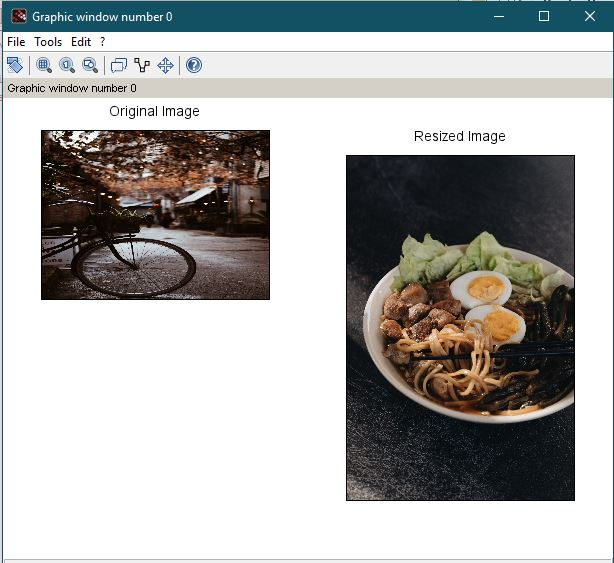 Graphic window number 0
File Tools Edit ?
Graphic window number 0
Original Image
Resized Image